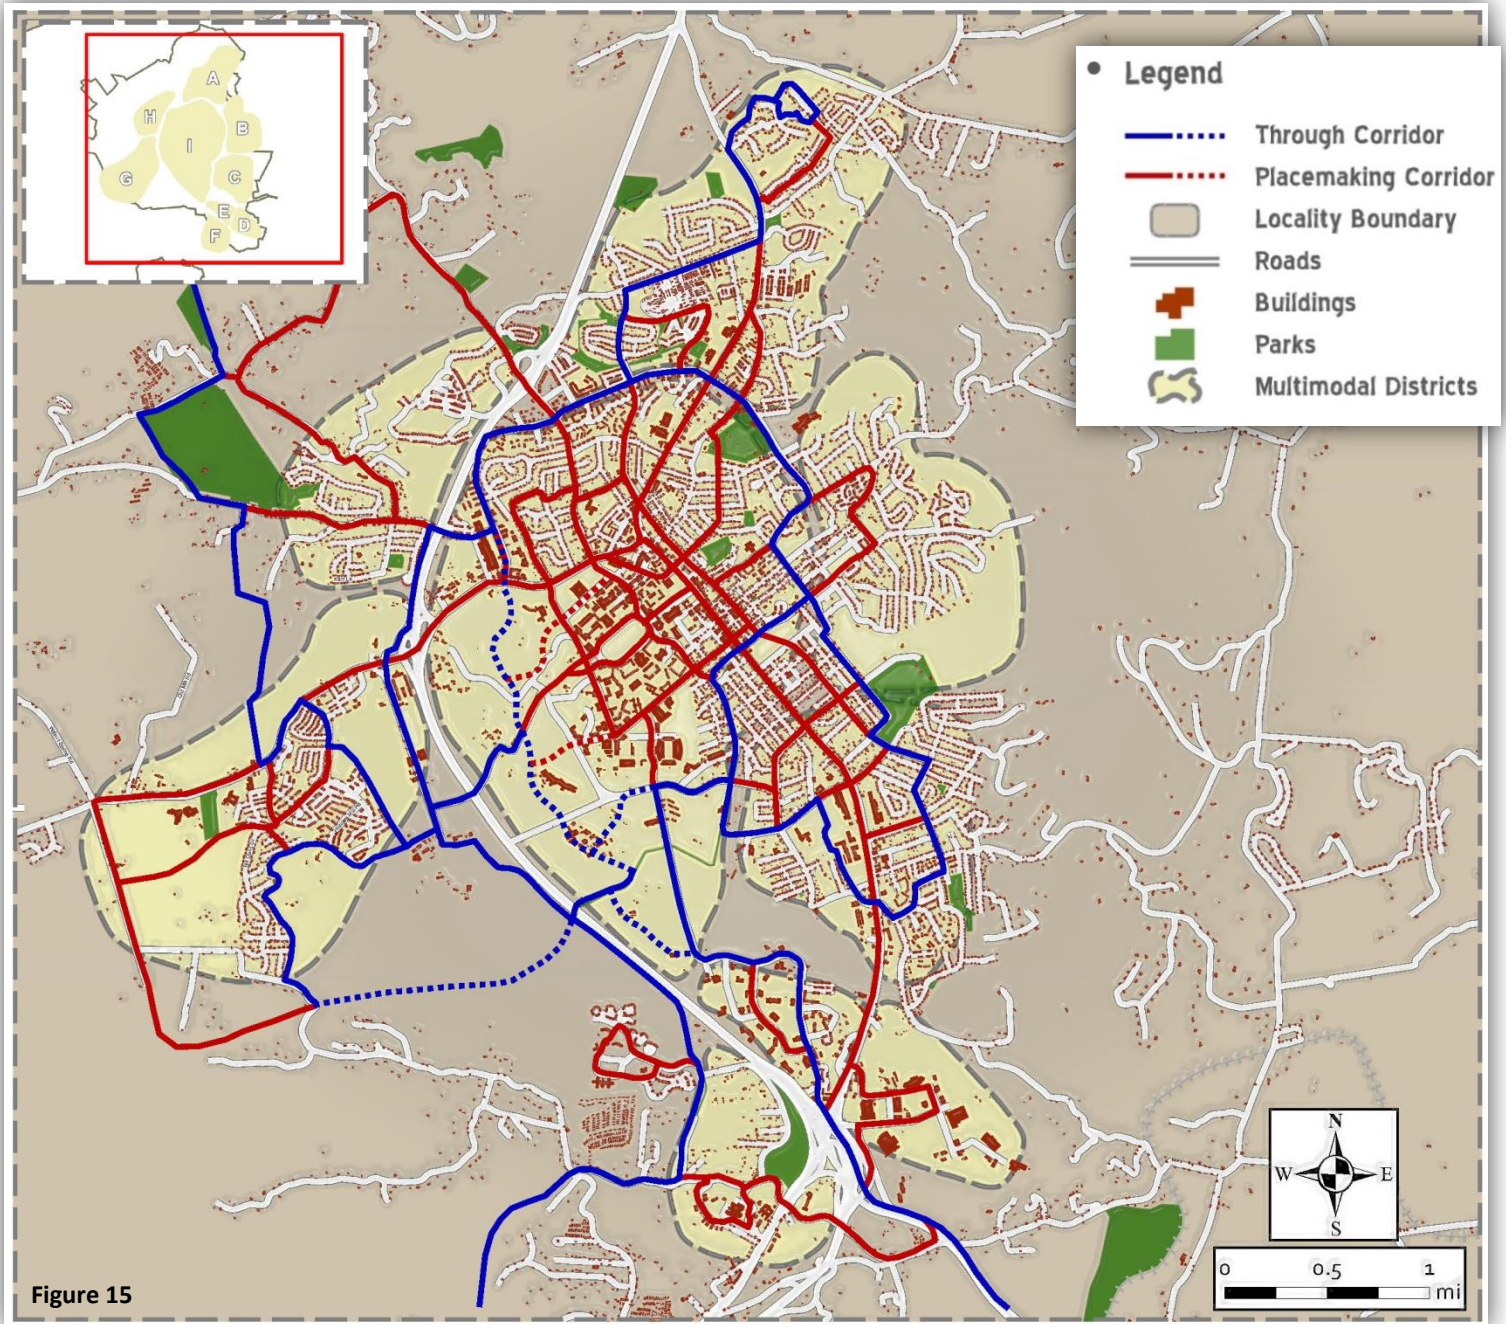 A
H
B
I
G
C
E
D
F
Legend
Through Corridor
Placemaking Corridor
Locality Boundary
Roads
Buildings
Parks
Multimodal Districts
N
W E
S
0 0.5 1
mi
Figure 15